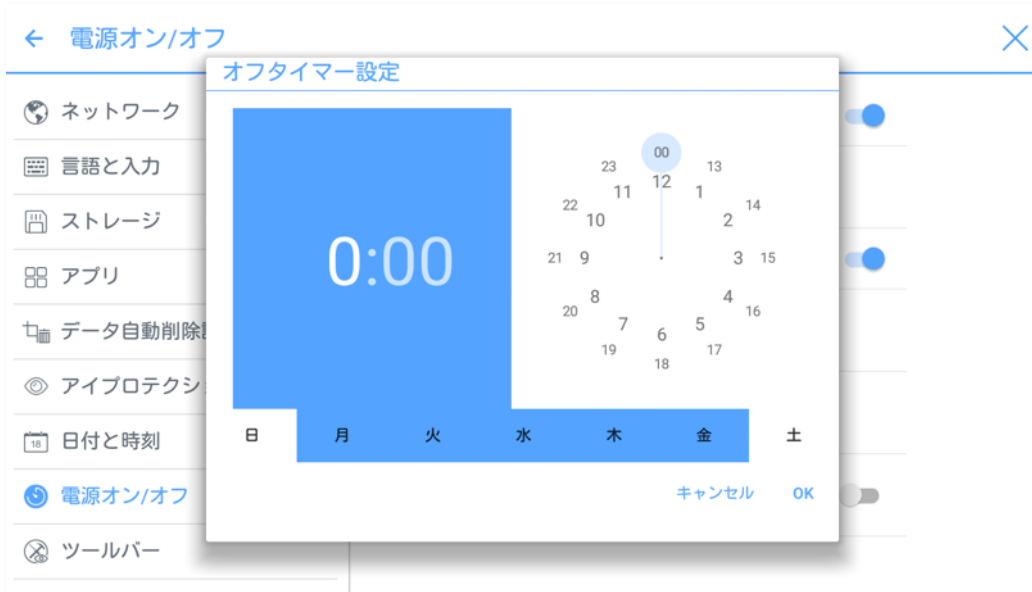 電源オン/オフ
オフタイマー設定
ネットワーク
言語と入力
ストレージ
アプリ
データ自動削除
アイプロテクシ
18
日付と時刻
電源オン/オフ
ツールバー
0:00
00
23
13
12
11
1
22
14
10
2
21
9
3
15
8
4
20
16
7
5
6
19
17
18
日 月 火 水 木 金 土
キャンセル OK